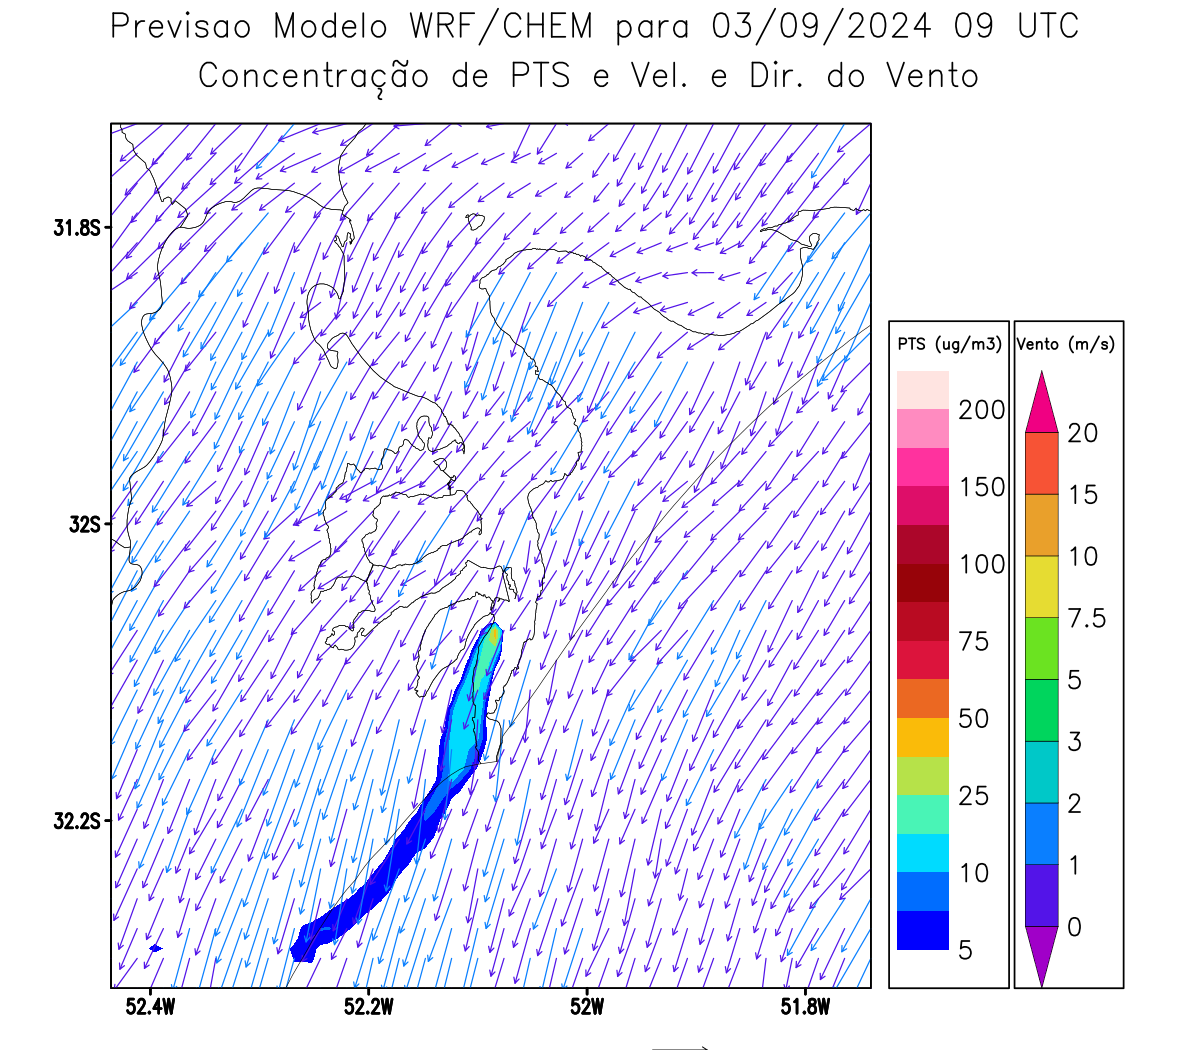 Previsao Modelo WRF/CHEM para 03/09/2024 09 UTC
Concentração de PTS e Vel. e Dir. do Vento
31.8S
32S
32.2S
52.4W
52.2W
52W
51.8W
PTS (ug/m3)
200
150
100
75
50
25
10
5
Vento (m/s)
20
15
10
7.5
5
3
2
1
0